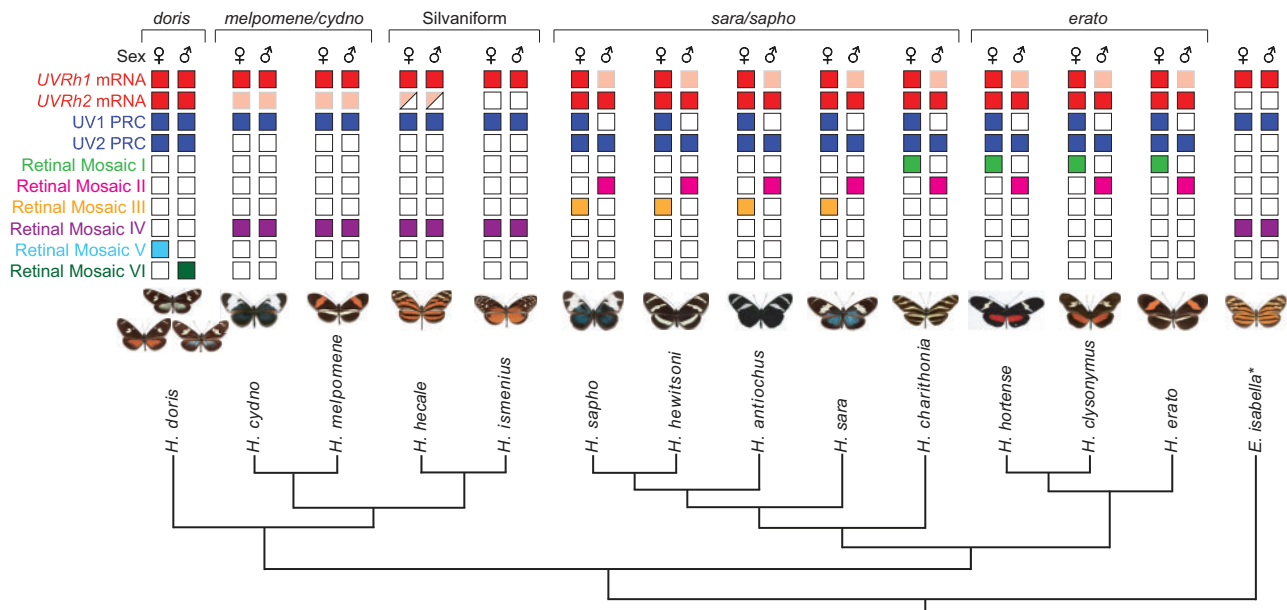 doris melpomene/cydno Silvaniform sara/sapho erato
Sex ♀ ♂ ♀ ♂ ♀ ♂ ♀ ♂ ♀ ♂ ♀ ♂ ♀ ♂ ♀ ♂ ♀ ♂ ♀ ♂ ♀ ♂ ♀ ♂ ♀ ♂ ♀ ♂
UVRh1 mRNA
UVRh2 mRNA
UV1 PRC
UV2 PRC
Retinal Mosaic I
Retinal Mosaic II
Retinal Mosaic III
Retinal Mosaic IV
Retinal Mosaic V
Retinal Mosaic VI
H. doris
H. cydno
H. melpomene
H. hecale
H. ismenius
H. sapho
H. hewitsoni
H. antiochus
H. sara
H. charithonia
H. hortense
H. clysonymus
H. erato
E. isabella*